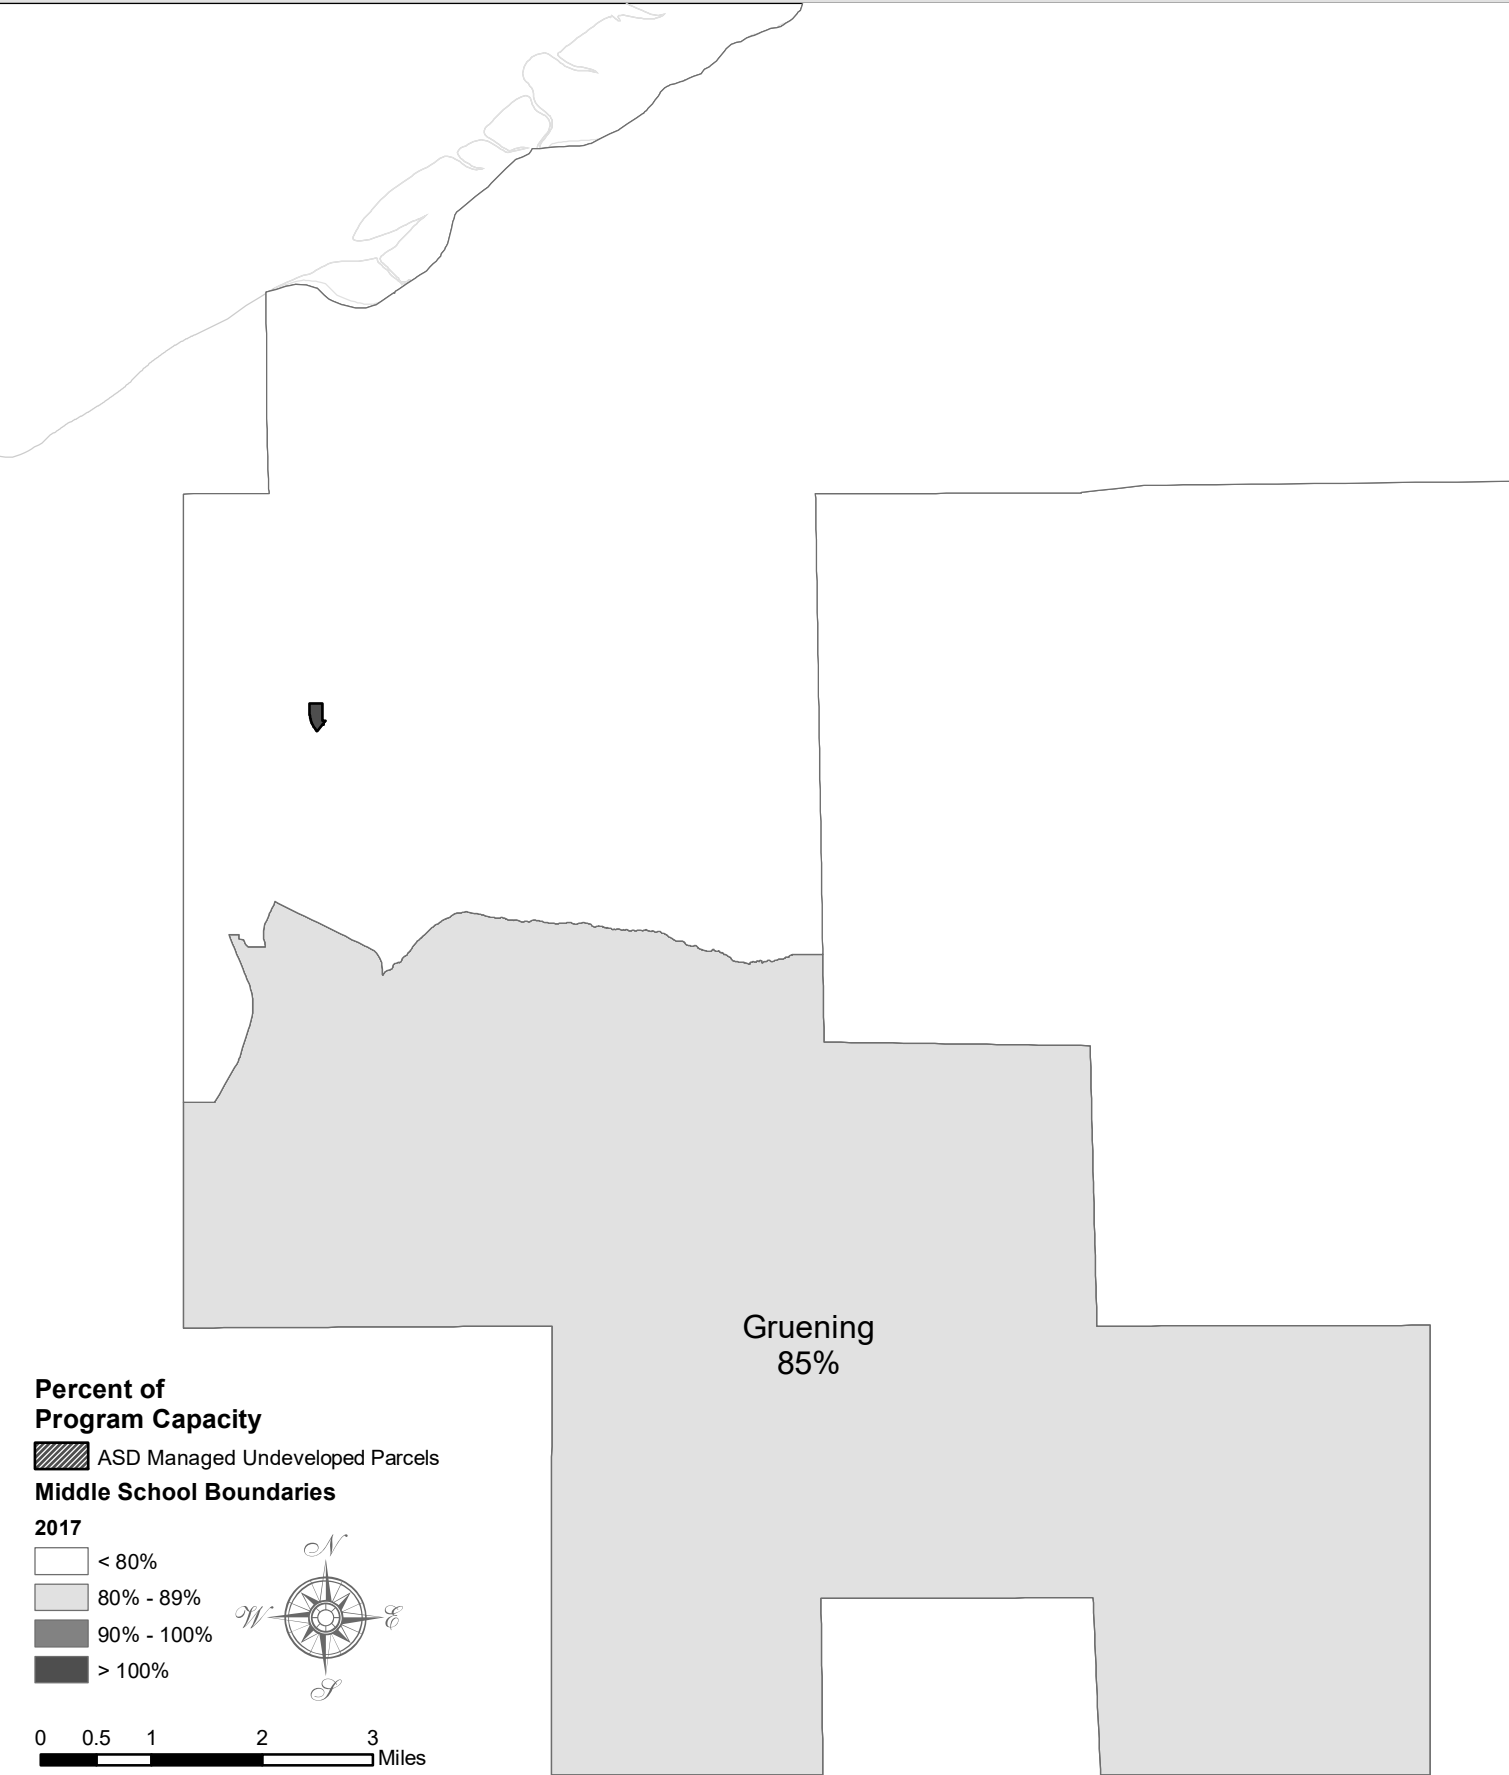 Gruening
85%
Percent of
Program Capacity
ASD Managed Undeveloped Parcels
Middle School Boundaries
2017
< 80%
80% - 89%
90% - 100%
> 100%
N
W E
S
0 0.5 1 2 3
Miles